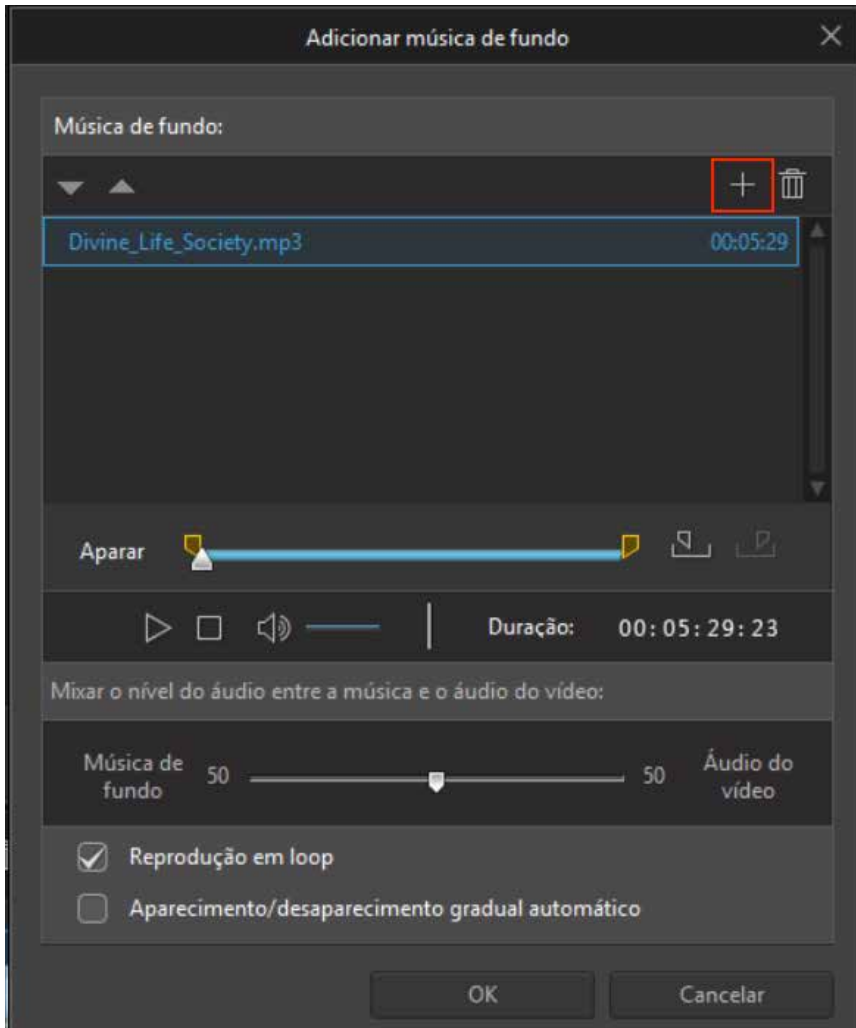 Adicionar música de fundo
Música de fundo:
Divine_Life_Society.mp3 00:05:29
Aparar
Duração: 00:05:29:23
Mixar o nível do áudio entre a música e o áudio do vídeo:
Música de fundo 50 50 Áudio do vídeo
Reprodução em loop
Aparecimento/desaparecimento gradual automático
OK Cancelar